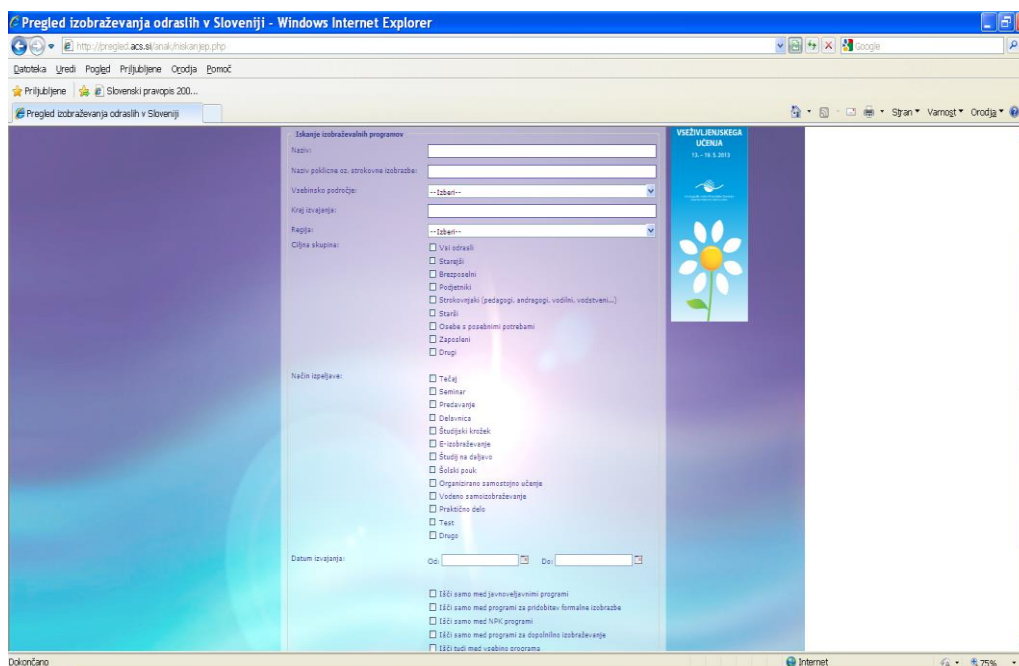 Pregled izobraževanja odraslih v Sloveniji - Windows Internet Explorer
http://pregled.acs.si/anak/hiskanjep.php
Google
Datoteka Uredi Pogled Priljubljene Orodja Pomoč
Priljubljene Slovenski pravopis 200...
Pregled izobraževanja odraslih v Sloveniji
Stran Varnost Orodja
Iskanje izobraževalnih programov
Naziv:
Naziv poklicne oz. strokovne izobrazbe:
Vsebinsko področje: --Izberi--
Kraj izvajanja:
Regija: --Izberi--
Ciljna skupina:
Vsi odrasli
Starejši
Brezposelni
Podjetniki
Strokovnjaki (pedagogi, andragogi, vodilni, vodstveni...)
Starši
Osebe s posebnimi potrebami
Zaposleni
Drugi
Način izpeljave:
Tečaj
Seminar
Predavanje
Delavnica
Študijski krožek
E-izobraževanje
Študij na daljavo
Šolski pouk
Organizirano samostojno učenje
Vodeno samoizobraževanje
Praktično delo
Test
Drugo
Datum izvajanja: Od: Do:
Išči samo med javnoveljavnimi programi
Išči samo med programi za pridobitev formalne izobrazbe
Išči samo med NPK programi
Išči samo med programi za dopolnilno izobraževanje
Išči tudi med vsebino programa
VSEŽIVLJENJSKEGA
UČENJA
13. – 19. 5. 2013
Dokončano Internet 75%